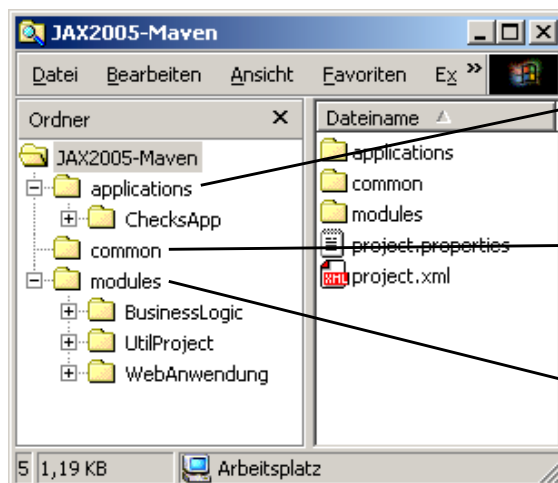 JAX2005-Maven
Datei Bearbeiten Ansicht Favoriten Ex »
Ordner
JAX2005-Maven
applications
ChecksApp
common
modules
BusinessLogic
UtilProject
WebAnwendung
Dateiname
applications
common
modules
project.properties
project.xml
5 1,19 KB Arbeitsplatz